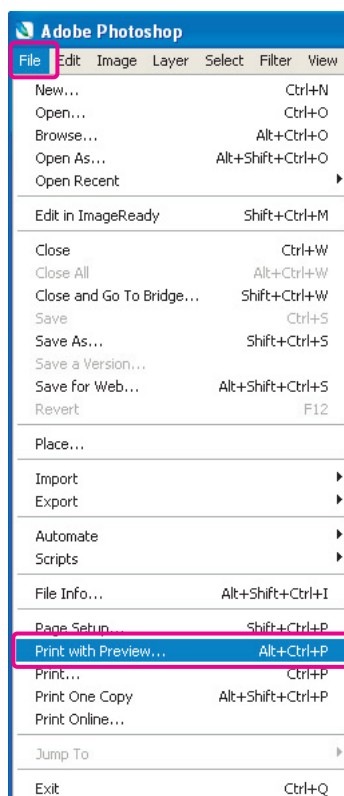 Adobe Photoshop
File Edit Image Layer Select Filter View
New... Ctrl+N
Open... Ctrl+O
Browse... Alt+Ctrl+O
Open As... Alt+Shift+Ctrl+O
Open Recent
Edit in ImageReady Shift+Ctrl+M
Close Ctrl+W
Close All Alt+Ctrl+W
Close and Go To Bridge... Shift+Ctrl+W
Save Ctrl+S
Save As... Shift+Ctrl+S
Save a Version...
Save for Web... Alt+Shift+Ctrl+S
Revert F12
Place...
Import
Export
Automate
Scripts
File Info... Alt+Shift+Ctrl+I
Page Setup... Shift+Ctrl+P
Print with Preview... Alt+Ctrl+P
Print... Ctrl+P
Print One Copy Alt+Shift+Ctrl+P
Print Online...
Jump To
Exit Ctrl+Q